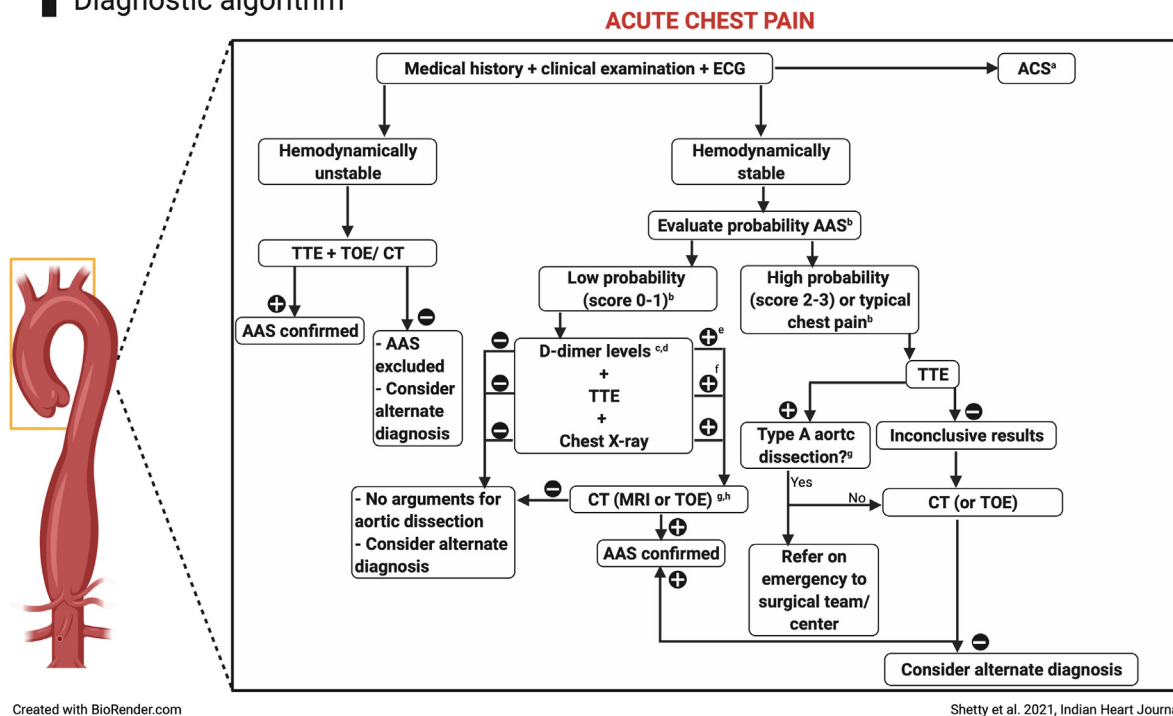 Diagnostic algorithm
ACUTE CHEST PAIN
Medical history + clinical examination + ECG
ACSᵃ
Hemodynamically
unstable
Hemodynamically
stable
Evaluate probability AASᵇ
TTE + TOE/ CT
Low probability
(score 0-1)ᵇ
High probability
(score 2-3) or typical
chest painᵇ
+
AAS confirmed
−
- AAS
excluded
- Consider
alternate
diagnosis
D-dimer levels ᶜ,ᵈ
+
TTE
+
Chest X-ray
−
−
−
+ᵉ
+ᶠ
+
TTE
+
−
Type A aortc
dissection?ᵍ
Inconclusive results
Yes
No
CT (or TOE)
- No arguments for
aortic dissection
- Consider alternate
diagnosis
−
CT (MRI or TOE) ᵍ,ʰ
+
AAS confirmed
+
Refer on
emergency to
surgical team/
center
−
Consider alternate diagnosis
Created with BioRender.com
Shetty et al. 2021, Indian Heart Journa